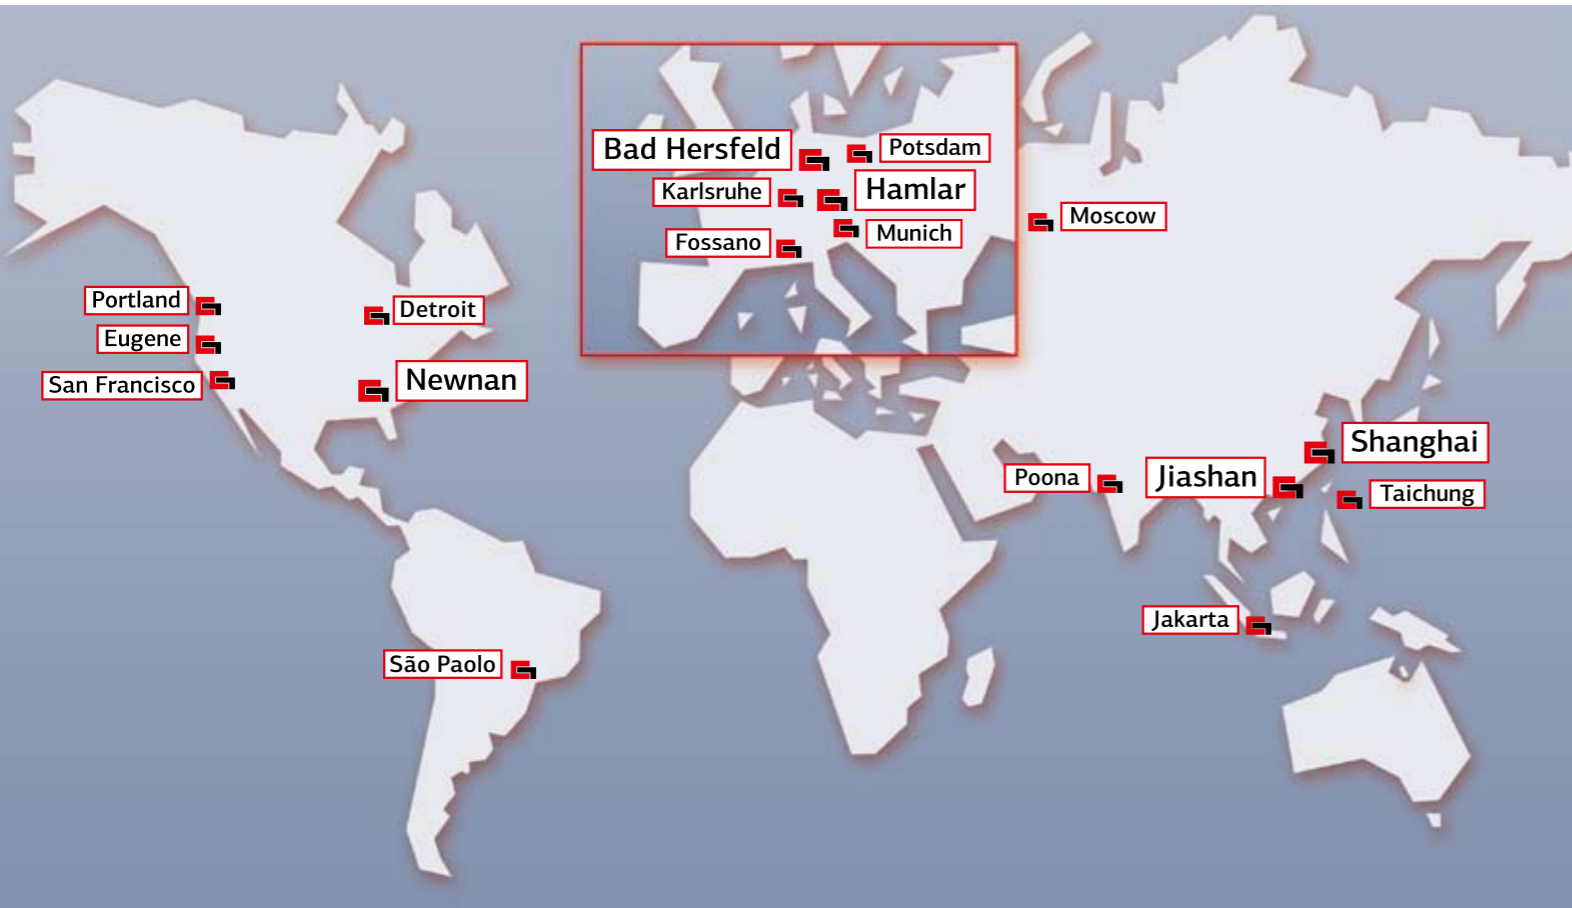 Bad Hersfeld
Potsdam
Karlsruhe
Hamlar
Fossano
Munich
Moscow
Portland
Detroit
Eugene
San Francisco
Newnan
Shanghai
Poona
Jiashan
Taichung
Jakarta
São Paolo